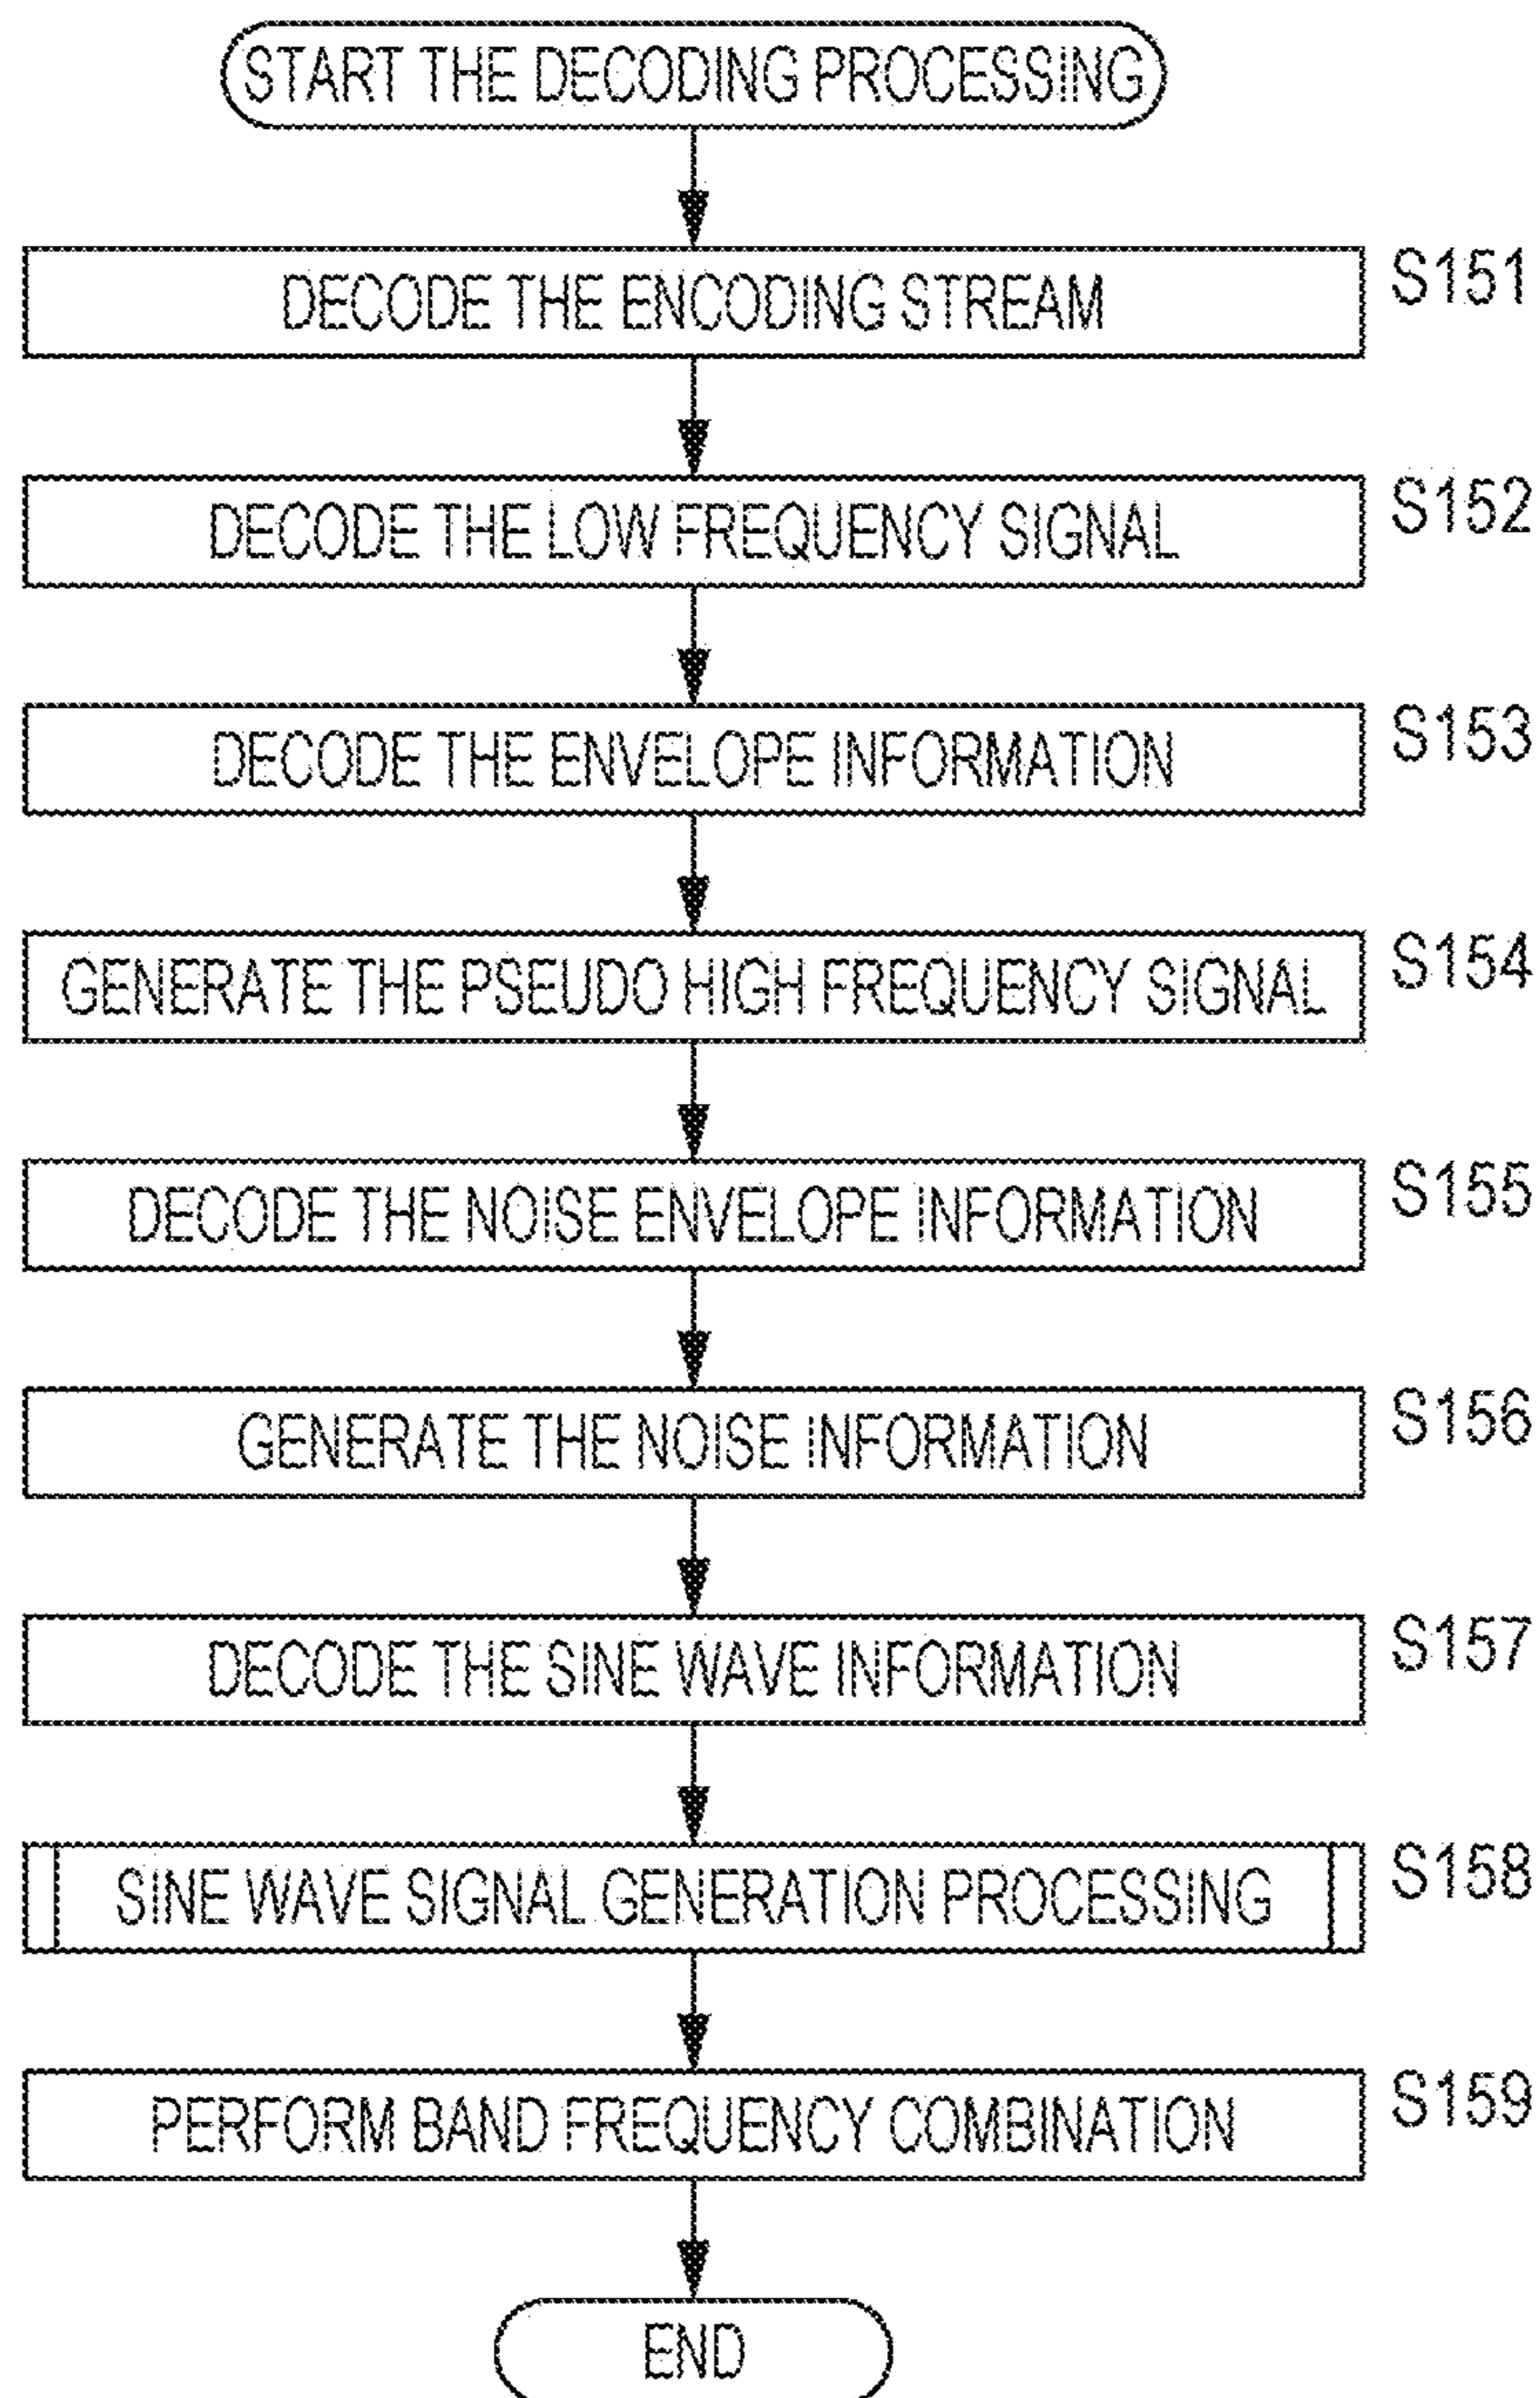 START THE DECODING PROCESSING
DECODE THE ENCODING STREAM
S151
DECODE THE LOW FREQUENCY SIGNAL
S152
DECODE THE ENVELOPE INFORMATION
S153
GENERATE THE PSEUDO HIGH FREQUENCY SIGNAL
S154
DECODE THE NOISE ENVELOPE INFORMATION
S155
GENERATE THE NOISE INFORMATION
S156
DECODE THE SINE WAVE INFORMATION
S157
SINE WAVE SIGNAL GENERATION PROCESSING
S158
PERFORM BAND FREQUENCY COMBINATION
S159
END